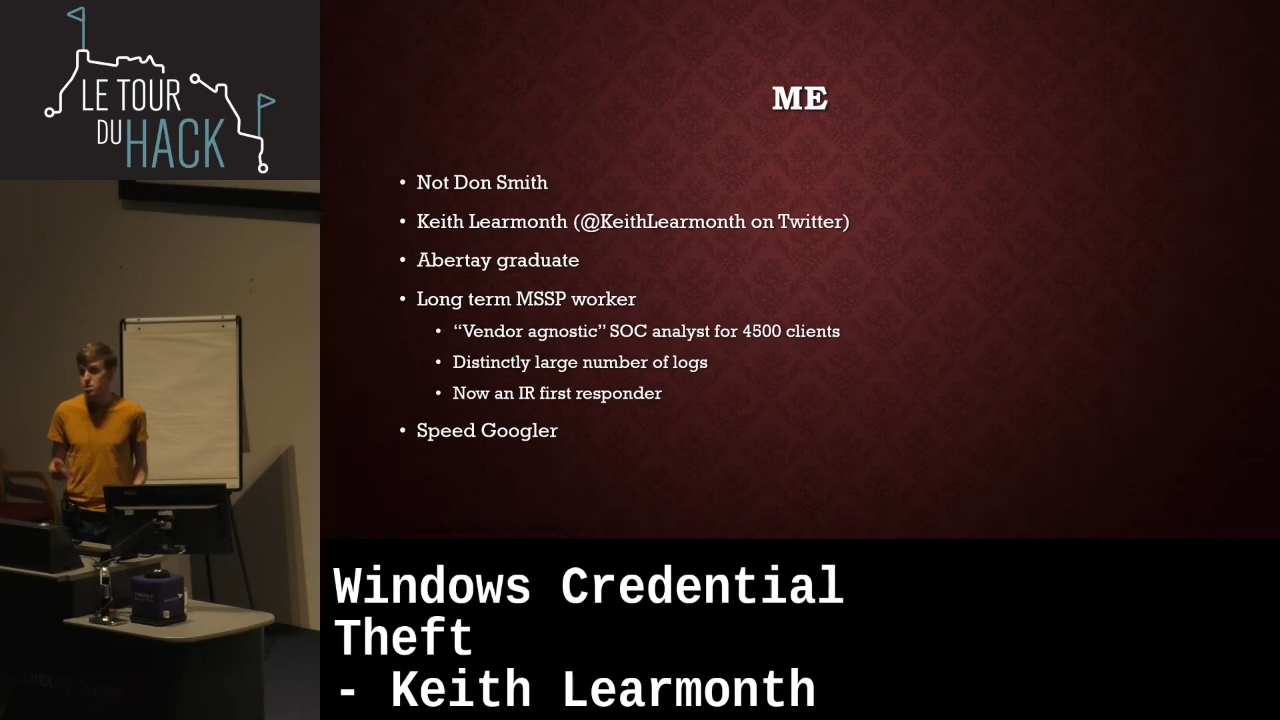 LE TOUR
DU HACK
ME
• Not Don Smith
• Keith Learmonth (@KeithLearmonth on Twitter)
• Abertay graduate
• Long term MSSP worker
• “Vendor agnostic” SOC analyst for 4500 clients
• Distinctly large number of logs
• Now an IR first responder
• Speed Googler
Windows Credential
Theft
- Keith Learmonth